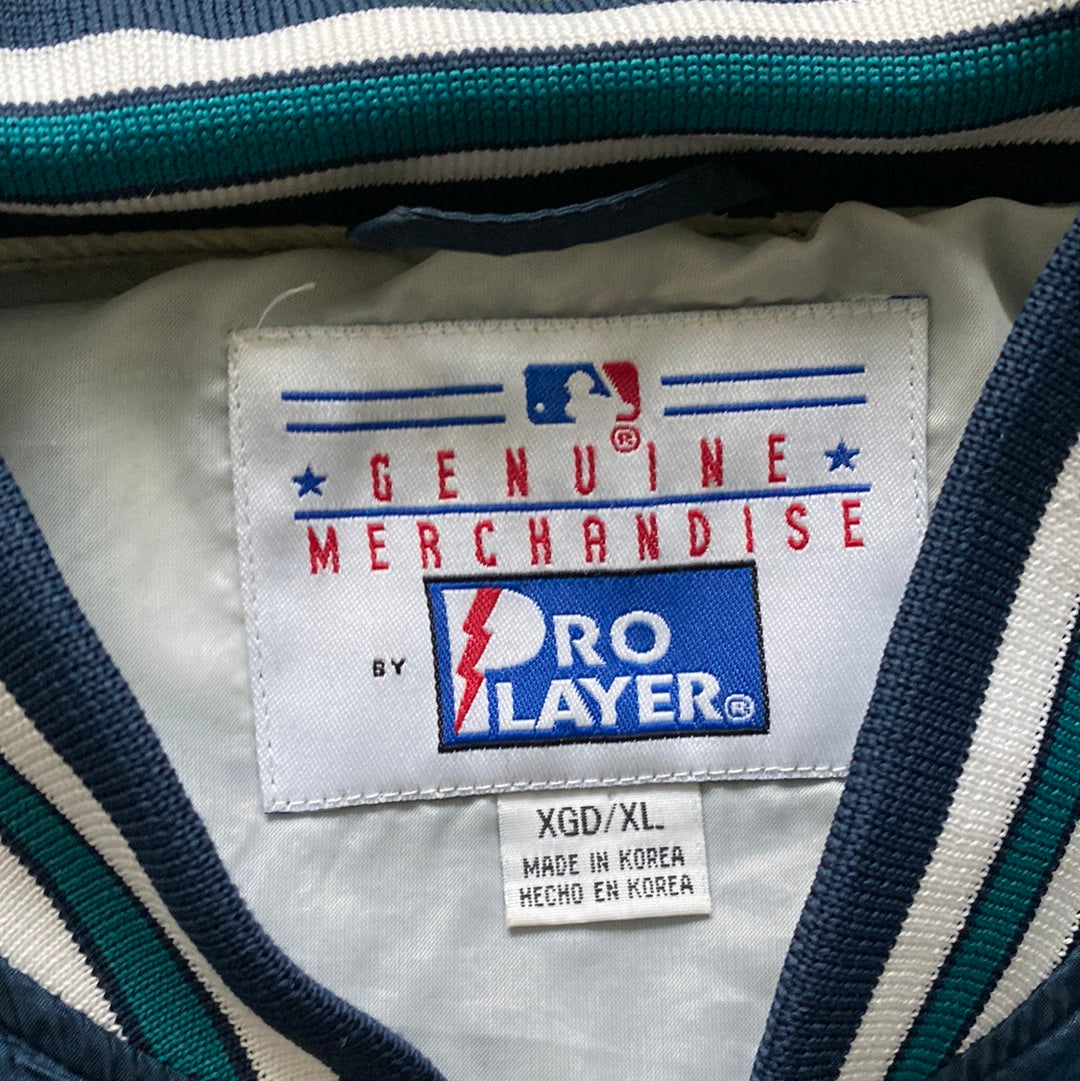 GENUINE
MERCHANDISE
BY PRO
PLAYER®
XGD/XL
MADE IN KOREA
HECHO EN KOREA